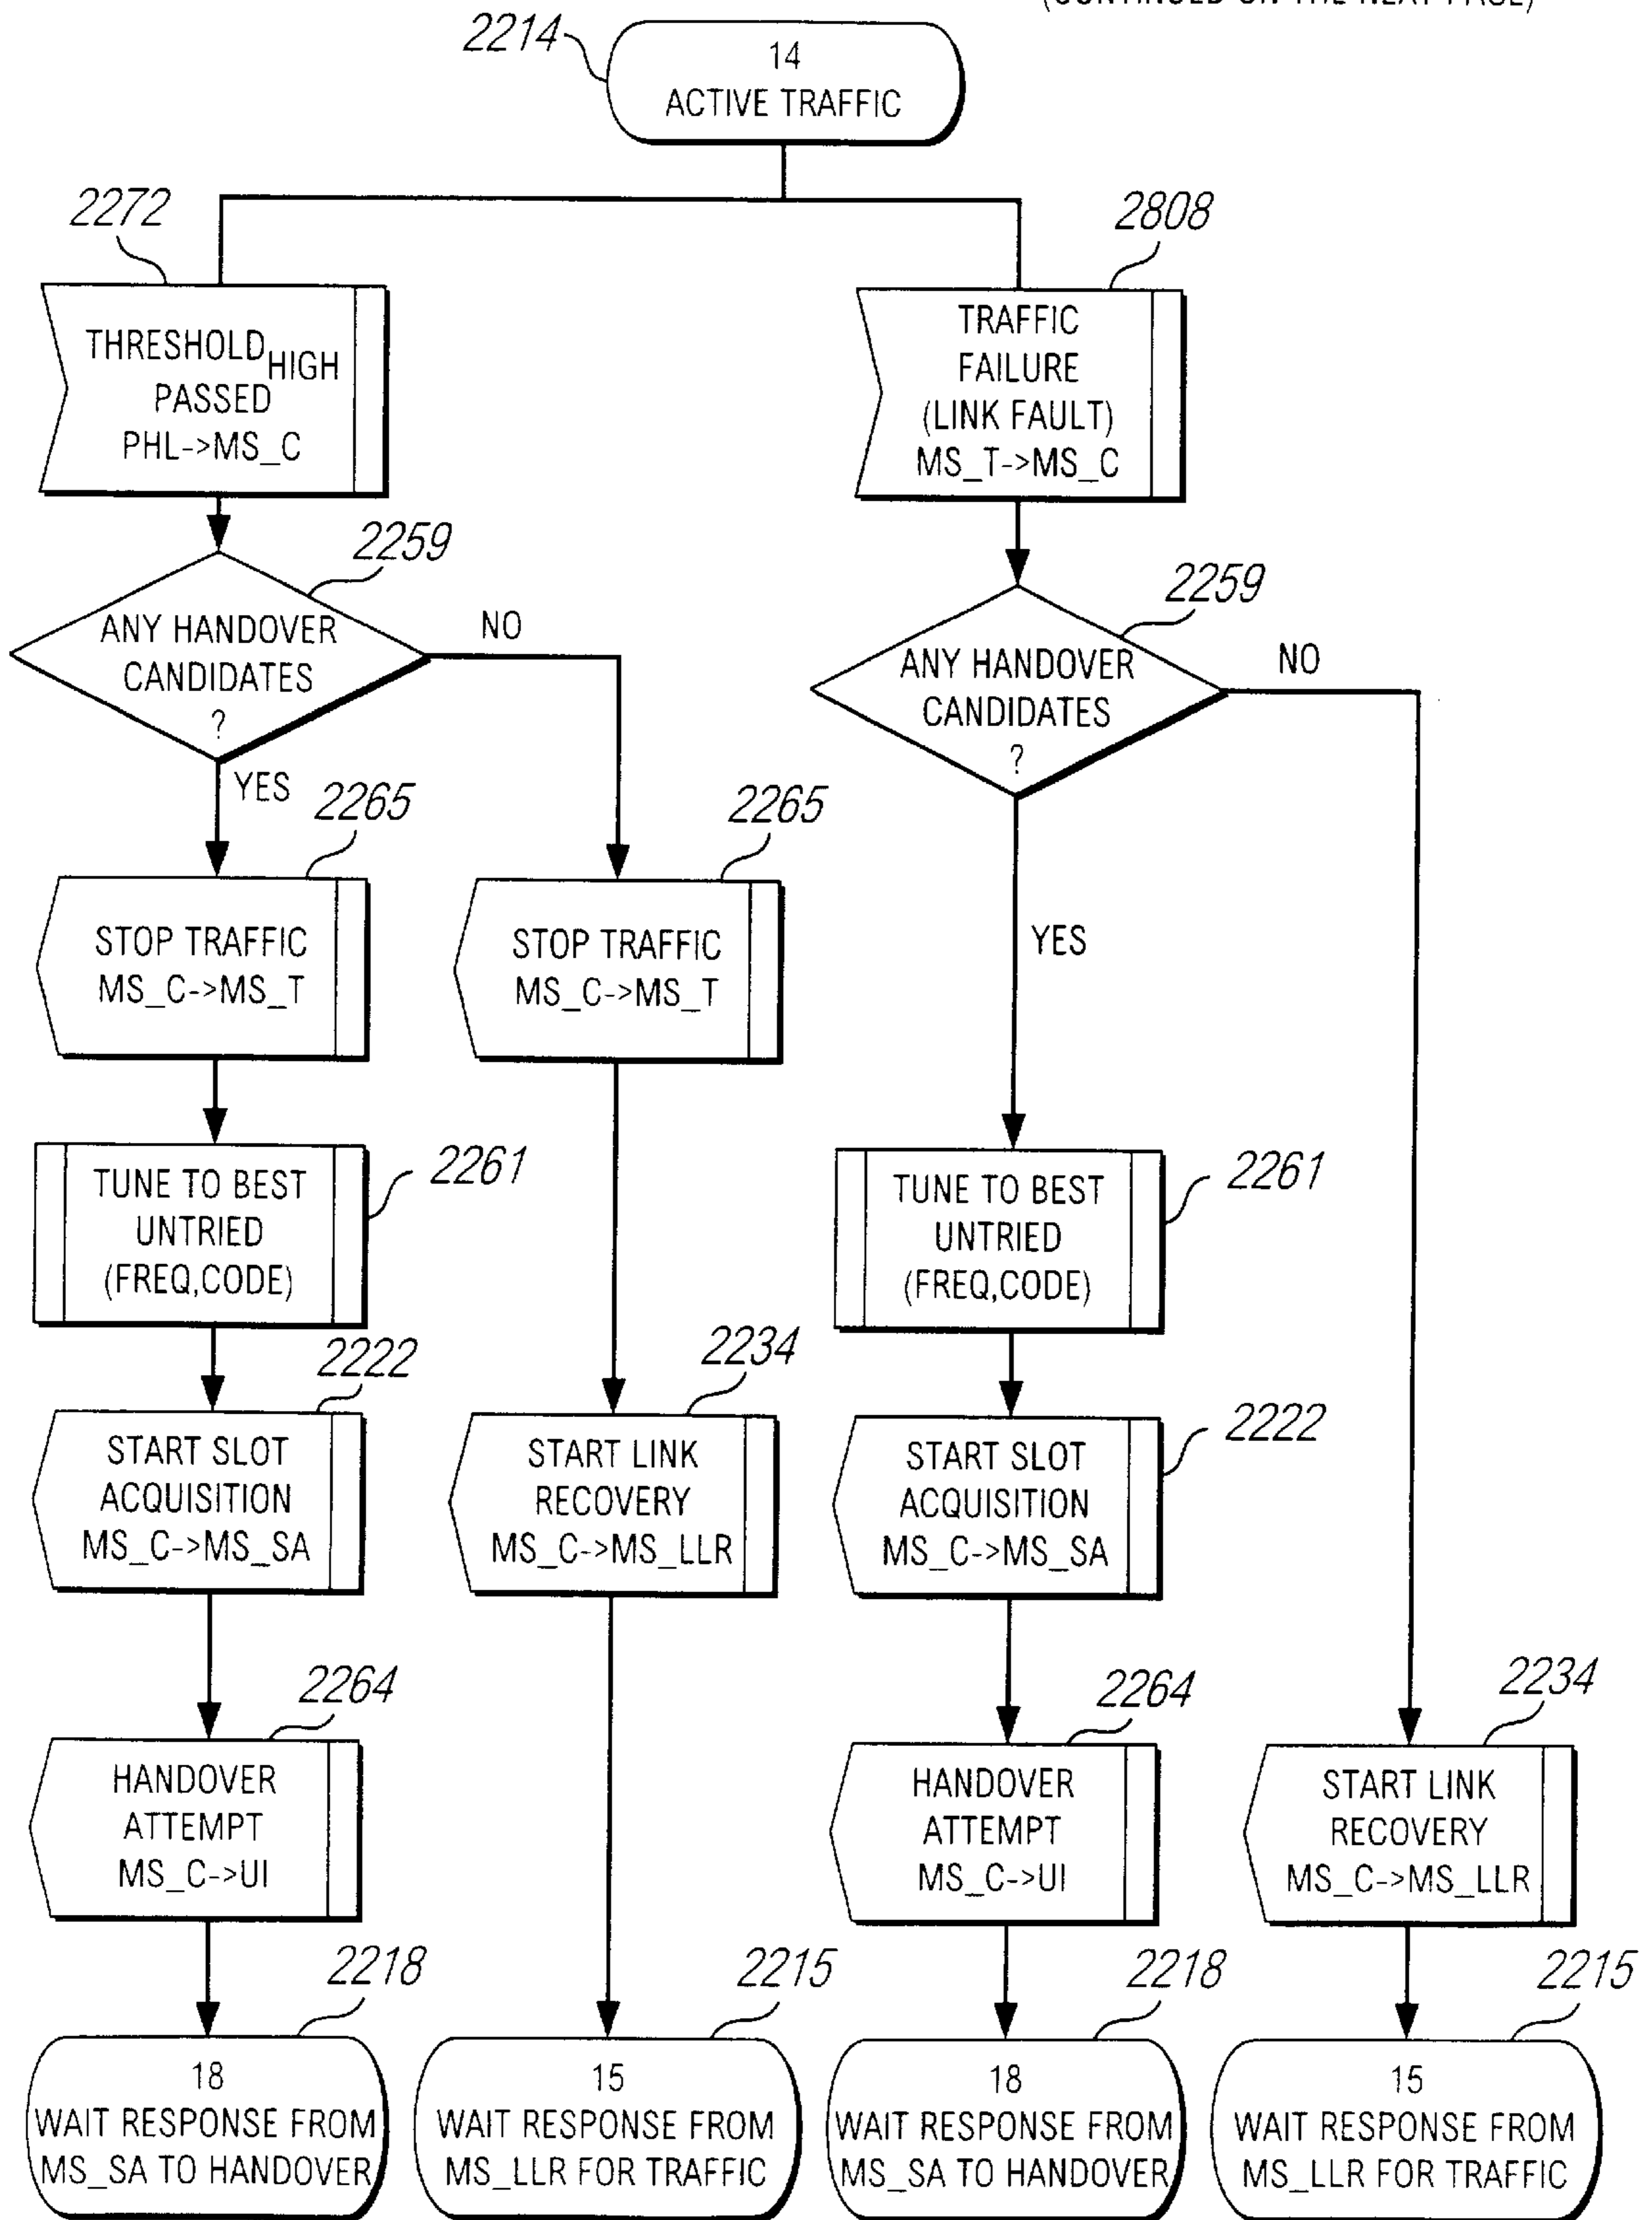 (CONTINUED ON THE NEXT PAGE)
2214
14
ACTIVE TRAFFIC
2272
THRESHOLD HIGH
PASSED
PHL->MS_C
2808
TRAFFIC
FAILURE
(LINK FAULT)
MS_T->MS_C
2259
ANY HANDOVER
CANDIDATES
?
NO
YES
2259
ANY HANDOVER
CANDIDATES
?
NO
YES
2265
STOP TRAFFIC
MS_C->MS_T
2265
STOP TRAFFIC
MS_C->MS_T
2261
TUNE TO BEST
UNTRIED
(FREQ,CODE)
2261
TUNE TO BEST
UNTRIED
(FREQ,CODE)
2222
START SLOT
ACQUISITION
MS_C->MS_SA
2234
START LINK
RECOVERY
MS_C->MS_LLR
2222
START SLOT
ACQUISITION
MS_C->MS_SA
2264
HANDOVER
ATTEMPT
MS_C->UI
2264
HANDOVER
ATTEMPT
MS_C->UI
2234
START LINK
RECOVERY
MS_C->MS_LLR
2218
18
WAIT RESPONSE FROM
MS_SA TO HANDOVER
2215
15
WAIT RESPONSE FROM
MS_LLR FOR TRAFFIC
2218
18
WAIT RESPONSE FROM
MS_SA TO HANDOVER
2215
15
WAIT RESPONSE FROM
MS_LLR FOR TRAFFIC